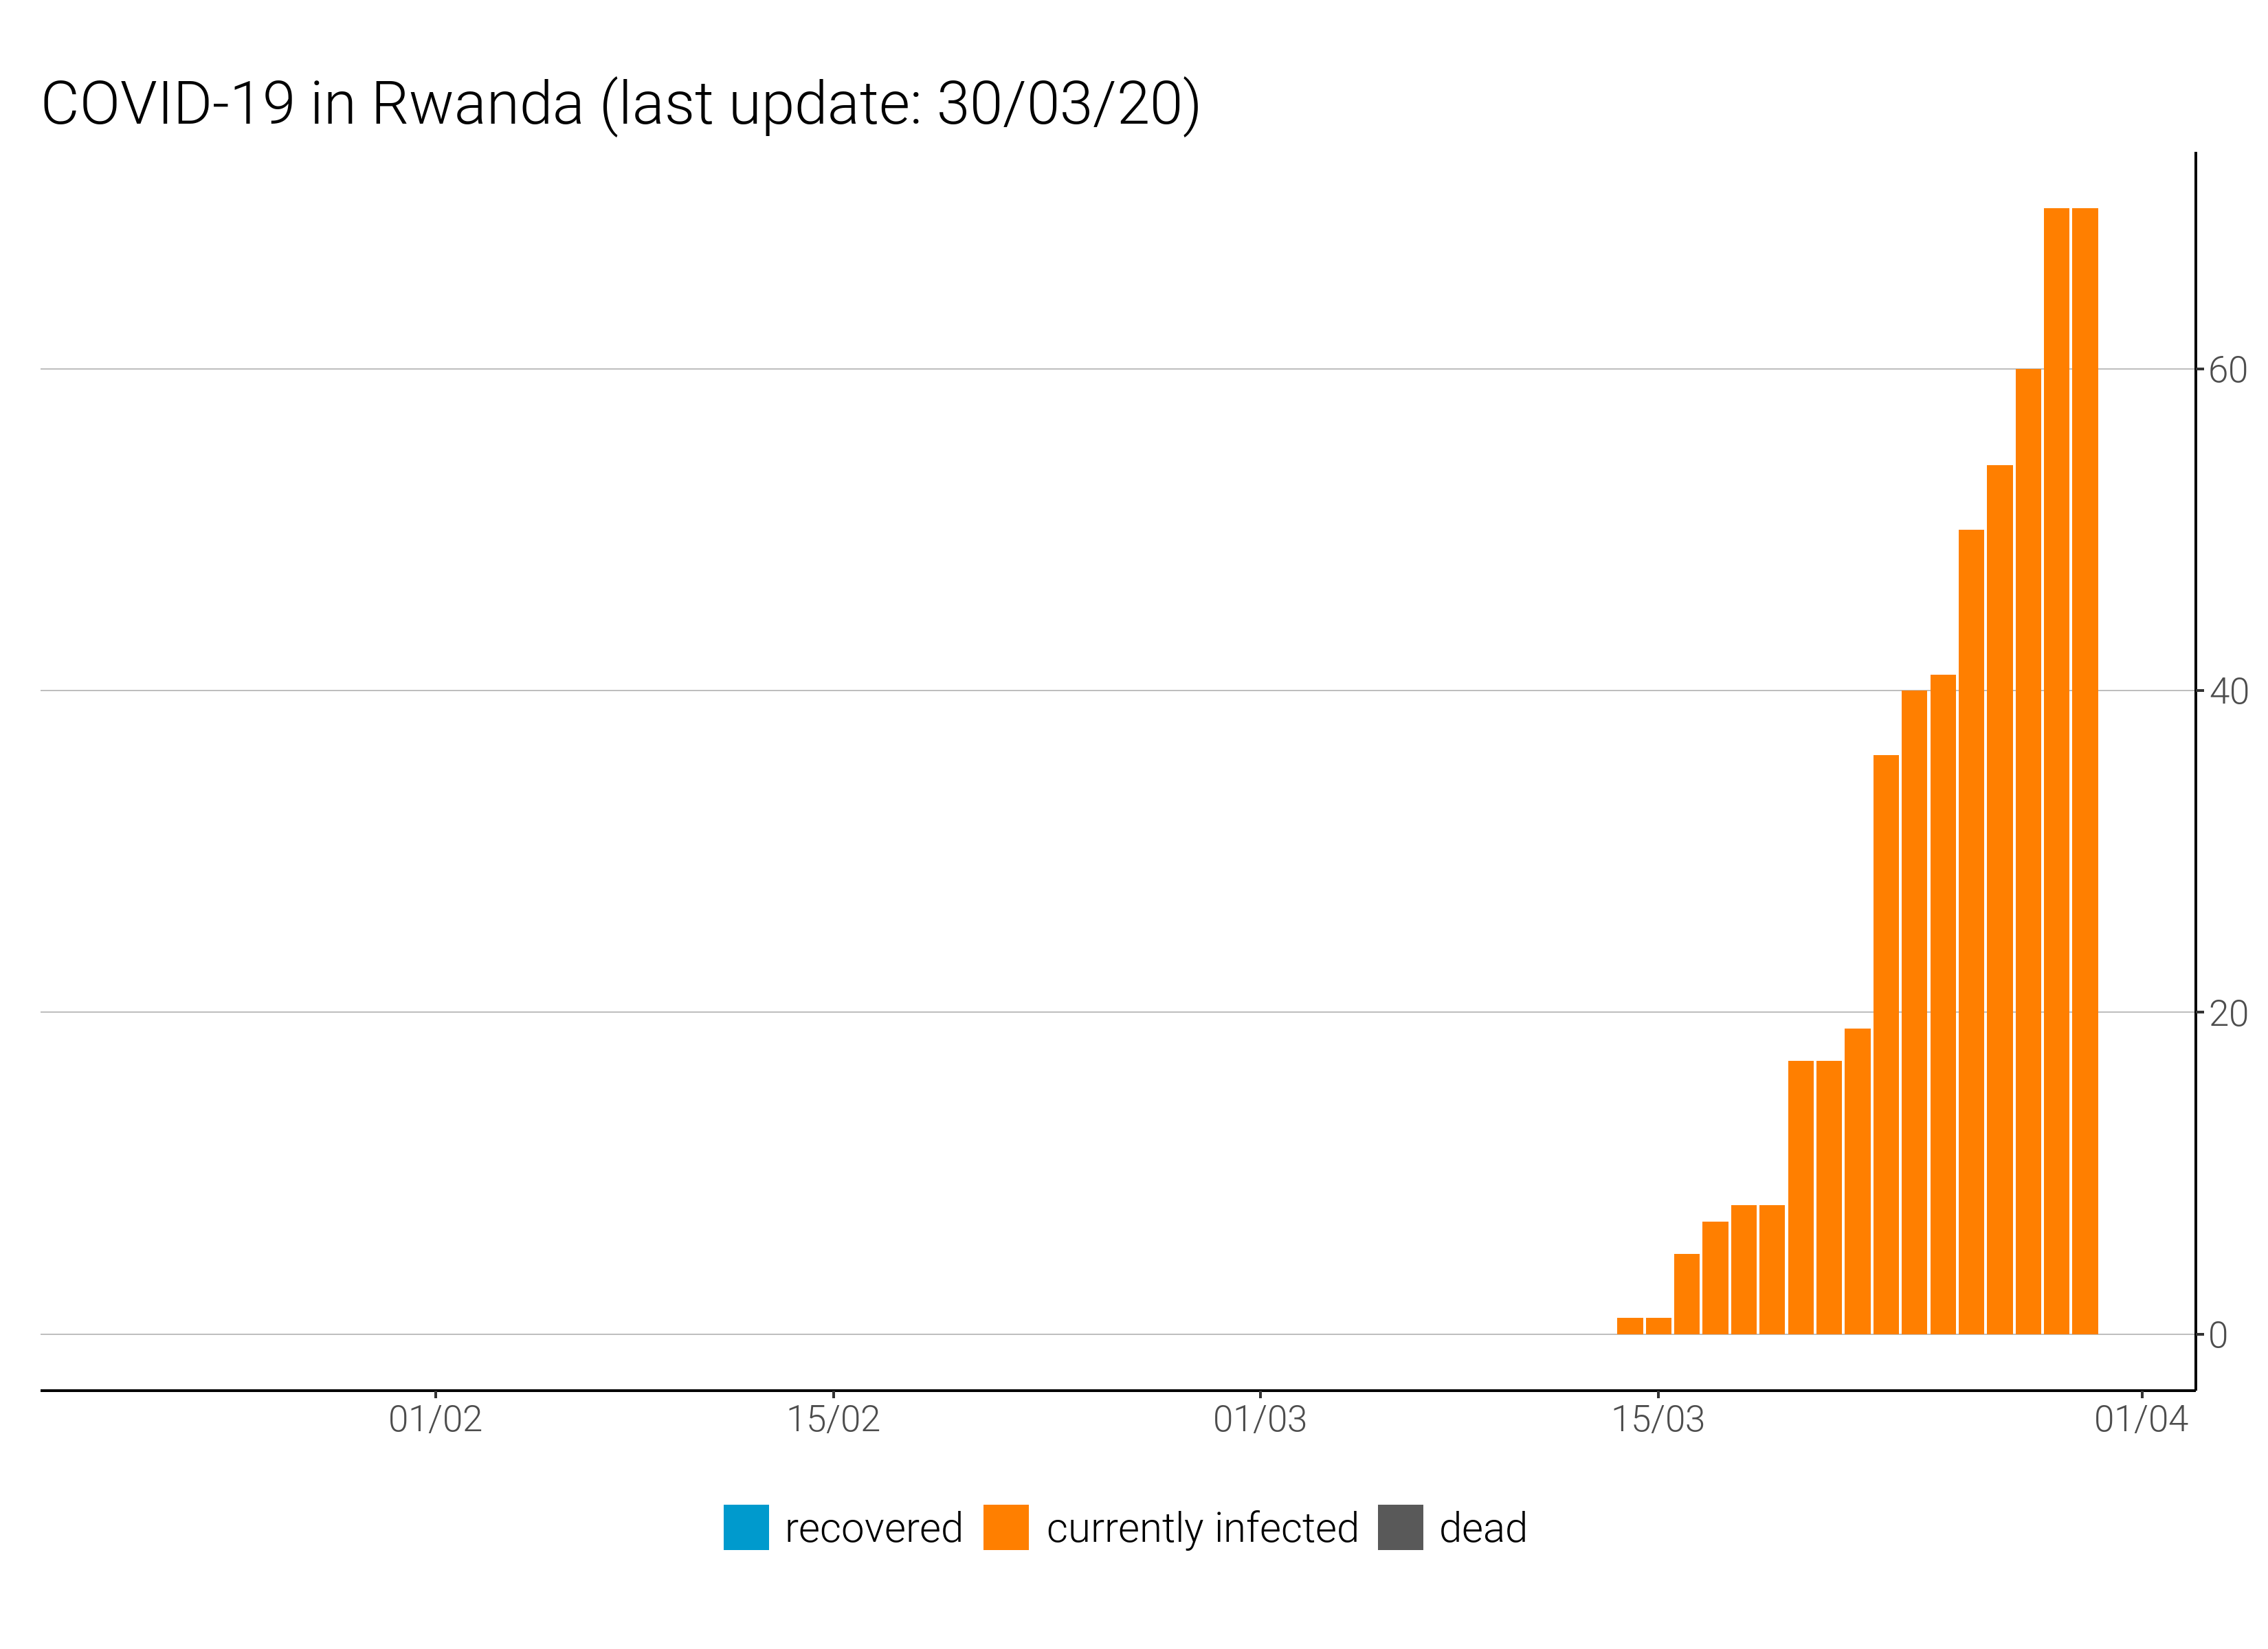 COVID-19 in Rwanda (last update: 30/03/20)
60
40
20
0
01/02 15/02 01/03 15/03 01/04
recovered currently infected dead